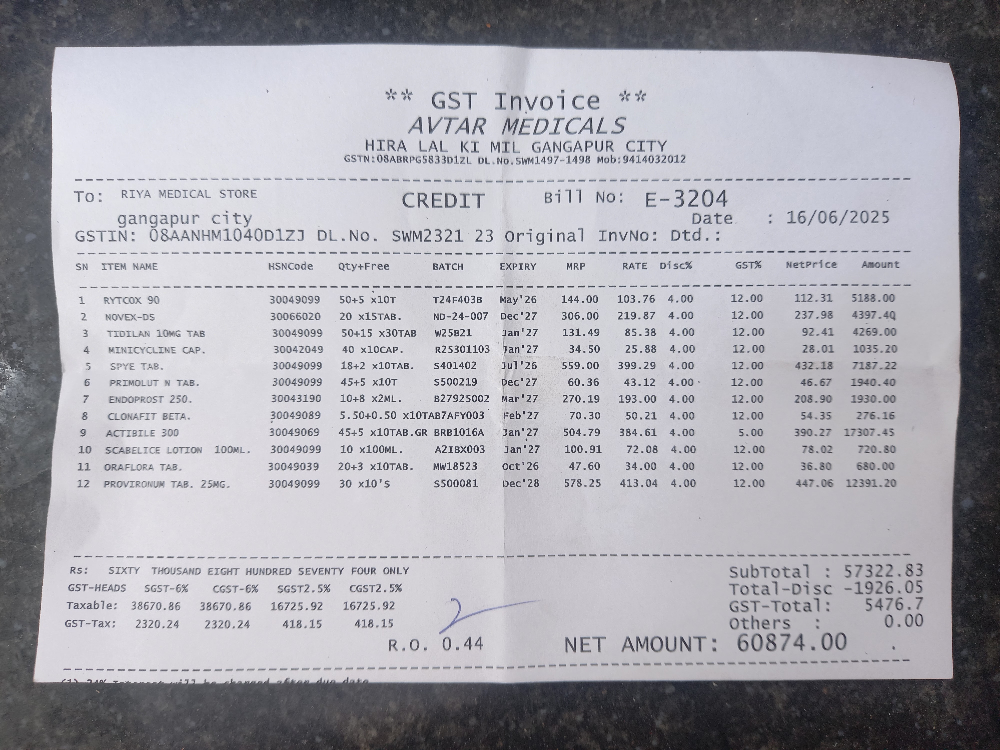 ** GST Invoice **
AVTAR MEDICALS
HIRA LAL KI MIL GANGAPUR CITY
GSTN:08ABRPG5833D1ZL DL.No.SWM1497-1498 Mob:9414032012
To: RIYA MEDICAL STORE CREDIT Bill No: E-3204
gangapur city Date : 16/06/2025
GSTIN: 08AANHM1040D1ZJ DL.No. SWM2321 23 Original InvNo: Dtd.:
SN ITEM NAME HSNCode Qty+Free BATCH EXPIRY MRP RATE Disc% GST% NetPrice Amount
1 RYTCOX 90 30049099 50+5 x10T T24F403B May'26 144.00 103.76 4.00 12.00 112.31 5188.00
2 NOVEX-DS 30066020 20 x15TAB. ND-24-007 Dec'27 306.00 219.87 4.00 12.00 237.98 4397.40
3 TIDILAN 10MG TAB 30049099 50+15 x30TAB W25B21 Jan'27 131.49 85.38 4.00 12.00 92.41 4269.00
4 MINICYCLINE CAP. 30042049 40 x10CAP. R25301103 Jan'27 34.50 25.88 4.00 12.00 28.01 1035.20
5 SPYE TAB. 30049099 18+2 x10TAB. S401402 Jul'26 559.00 399.29 4.00 12.00 432.18 7187.22
6 PRIMOLUT N TAB. 30049099 45+5 x10T S500219 Dec'27 60.36 43.12 4.00 12.00 46.67 1940.40
7 ENDOPROST 250. 30043190 10+8 x2ML. B27925002 Mar'27 270.19 193.00 4.00 12.00 208.90 1930.00
8 CLONAFIT BETA. 30049089 5.50+0.50 x10TAB7AFY003 Feb'27 70.30 50.21 4.00 12.00 54.35 276.16
9 ACTIBILE 300 30049069 45+5 x10TAB.GR BRB1016A Jan'27 504.79 384.61 4.00 5.00 390.27 17307.45
10 SCABELICE LOTION 100ML. 30049099 10 x100ML. A2IBX003 Jan'27 100.91 72.08 4.00 12.00 78.02 720.80
11 ORAFLORA TAB. 30049039 20+3 x10TAB. MW18523 Oct'26 47.60 34.00 4.00 12.00 36.80 680.00
12 PROVIRONUM TAB. 25MG. 30049099 30 x10'S S500081 Dec'28 578.25 413.04 4.00 12.00 447.06 12391.20
Rs: SIXTY THOUSAND EIGHT HUNDRED SEVENTY FOUR ONLY SubTotal : 57322.83
GST-HEADS SGST-6% CGST-6% SGST2.5% CGST2.5% Total-Disc -1926.05
Taxable: 38670.86 38670.86 16725.92 16725.92 GST-Total: 5476.7
GST-Tax: 2320.24 2320.24 418.15 418.15 Others : 0.00
R.O. 0.44 NET AMOUNT: 60874.00